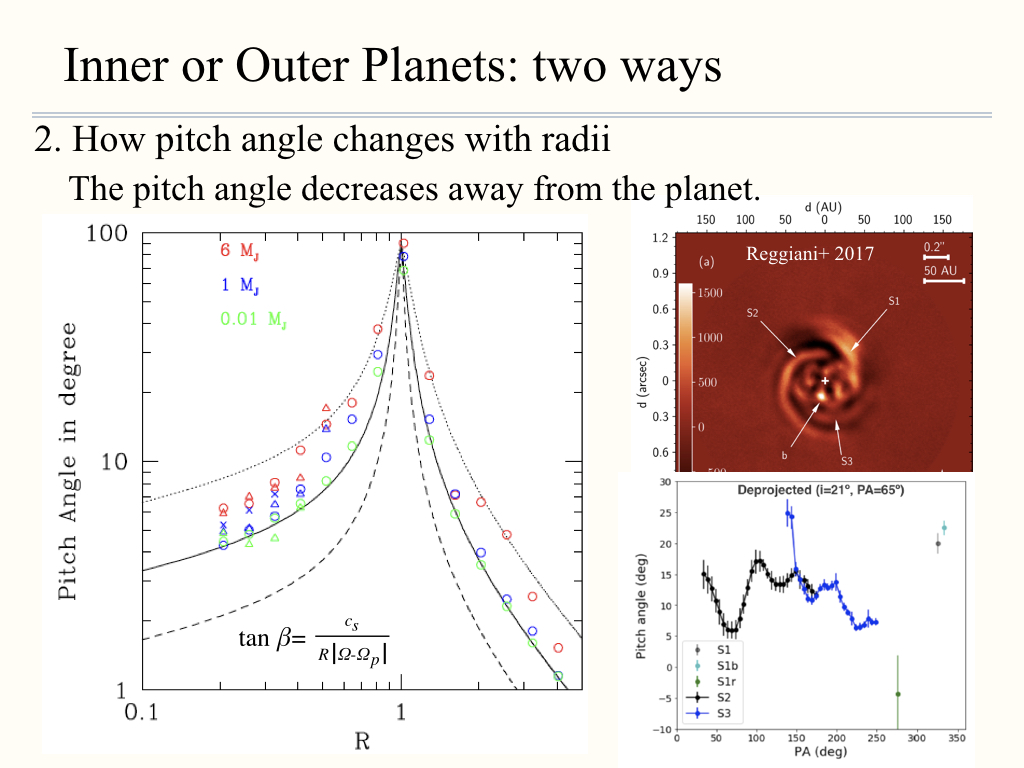 Inner or Outer Planets: two ways
2. How pitch angle changes with radii
The pitch angle decreases away from the planet.
100
10
1
0.1
1
Pitch Angle in degree
R
6 M_J
1 M_J
0.01 M_J
tan β= c_s / R|Ω-Ω_p|
d (AU)
150 100 50 0 50 100 150
1.2
0.9
0.6
0.3
0
0.3
0.6
d (arcsec)
(a)
Reggiani+ 2017
0.2"
50 AU
1500
1000
500
0
500
S1
S2
b
S3
Deprojected (i=21°, PA=65°)
30
25
20
15
10
5
0
−5
−10
Pitch angle (deg)
S1
S1b
S1r
S2
S3
0 50 100 150 200 250 300 350
PA (deg)